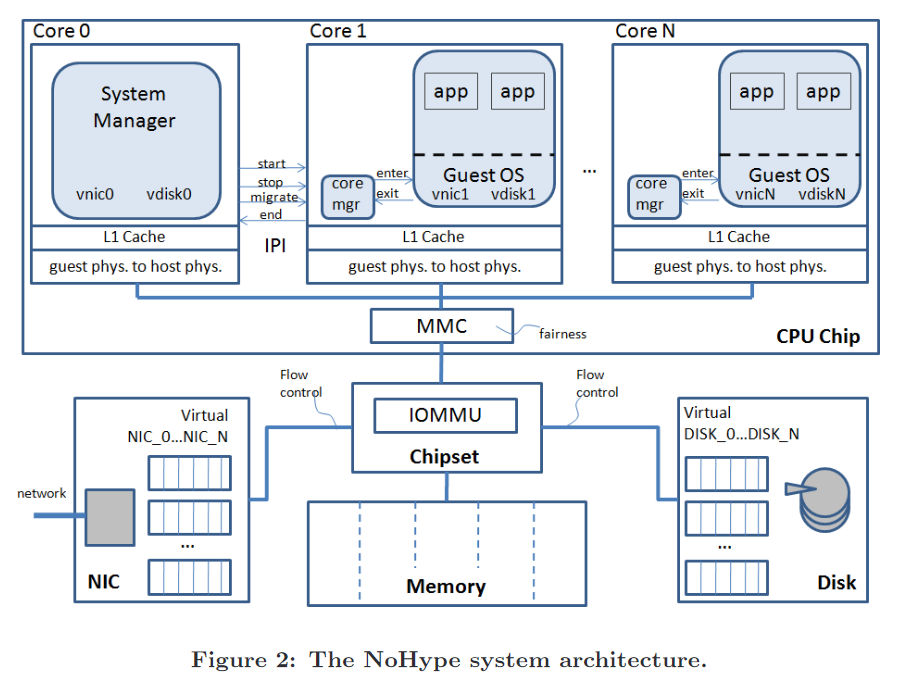 Core 0
Core 1
Core N
System
Manager
vnic0 vdisk0
start
stop
migrate
end
IPI
app app
Guest OS
vnic1 vdisk1
core
mgr
enter
exit
...
app app
Guest OS
vnicN vdiskN
core
mgr
enter
exit
L1 Cache
L1 Cache
L1 Cache
guest phys. to host phys.
guest phys. to host phys.
guest phys. to host phys.
MMC
fairness
CPU Chip
Flow
control
Flow
control
IOMMU
Chipset
Virtual
NIC_0...NIC_N
network
...
NIC
Memory
Virtual
DISK_0...DISK_N
...
Disk
Figure 2: The NoHype system architecture.